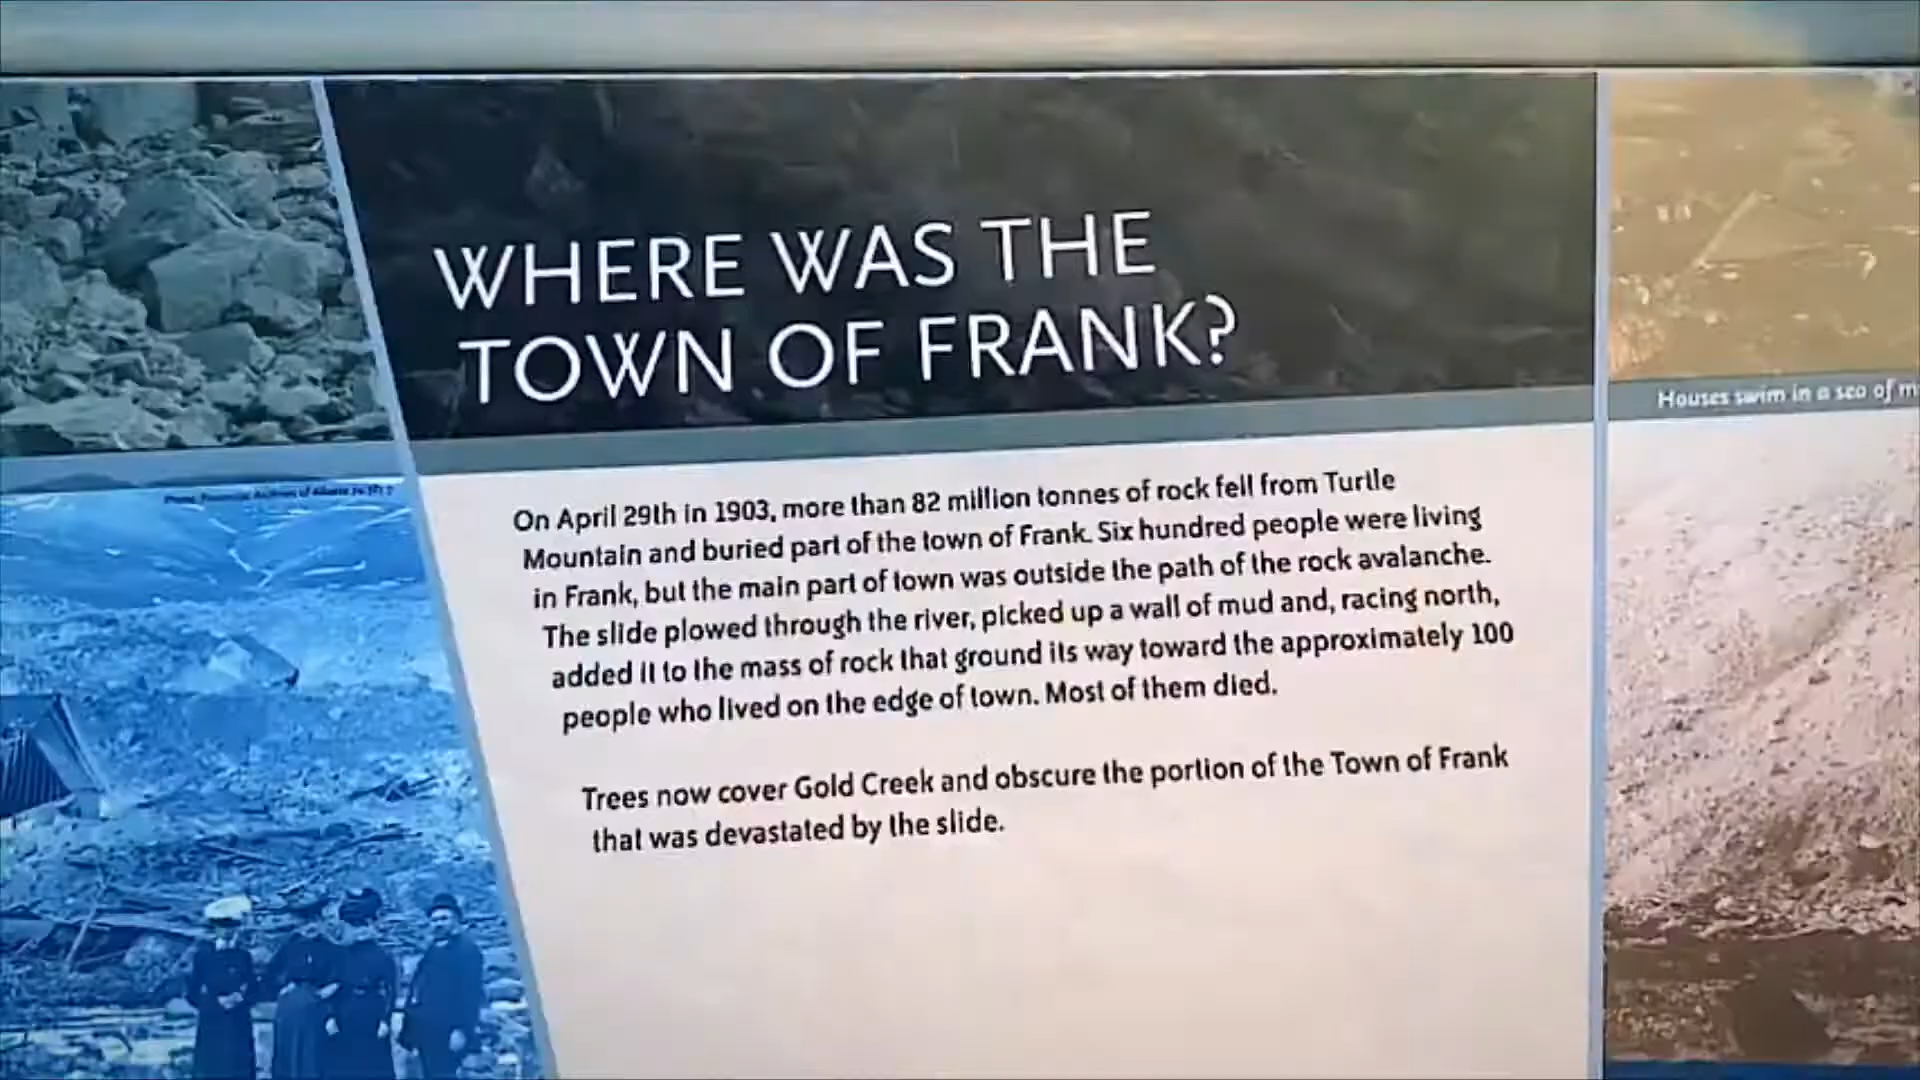 WHERE WAS THE
TOWN OF FRANK?
On April 29th in 1903, more than 82 million tonnes of rock fell from Turtle
Mountain and buried part of the town of Frank. Six hundred people were living
in Frank, but the main part of town was outside the path of the rock avalanche.
The slide plowed through the river, picked up a wall of mud and, racing north,
added it to the mass of rock that ground its way toward the approximately 100
people who lived on the edge of town. Most of them died.
Trees now cover Gold Creek and obscure the portion of the Town of Frank
that was devastated by the slide.
Houses swim in a sea of m